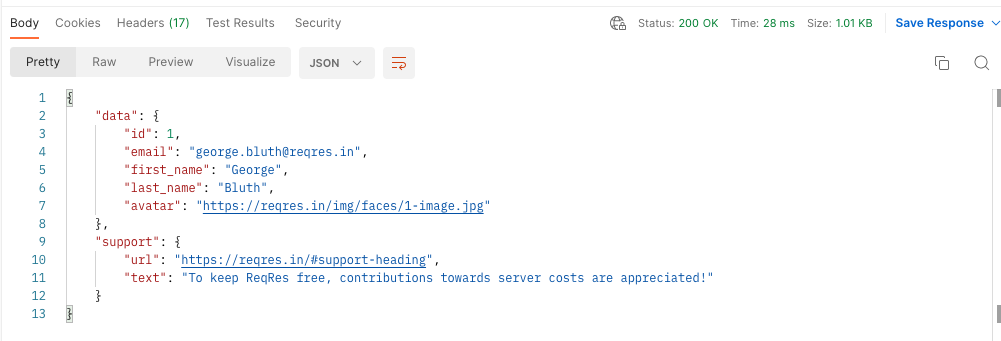 Body Cookies Headers (17) Test Results Security Status: 200 OK Time: 28 ms Size: 1.01 KB Save Response
Pretty Raw Preview Visualize JSON
1 {
2 "data": {
3 "id": 1,
4 "email": "george.bluth@reqres.in",
5 "first_name": "George",
6 "last_name": "Bluth",
7 "avatar": "https://reqres.in/img/faces/1-image.jpg"
8 },
9 "support": {
10 "url": "https://reqres.in/#support-heading",
11 "text": "To keep ReqRes free, contributions towards server costs are appreciated!"
12 }
13 }